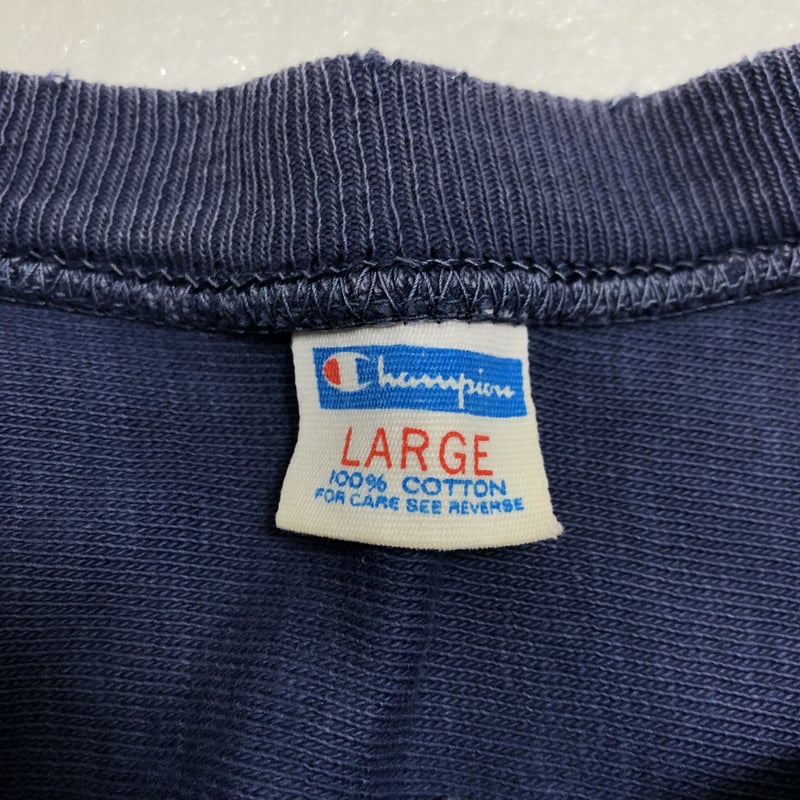 Champion
LARGE
100% COTTON
FOR CARE SEE REVERSE